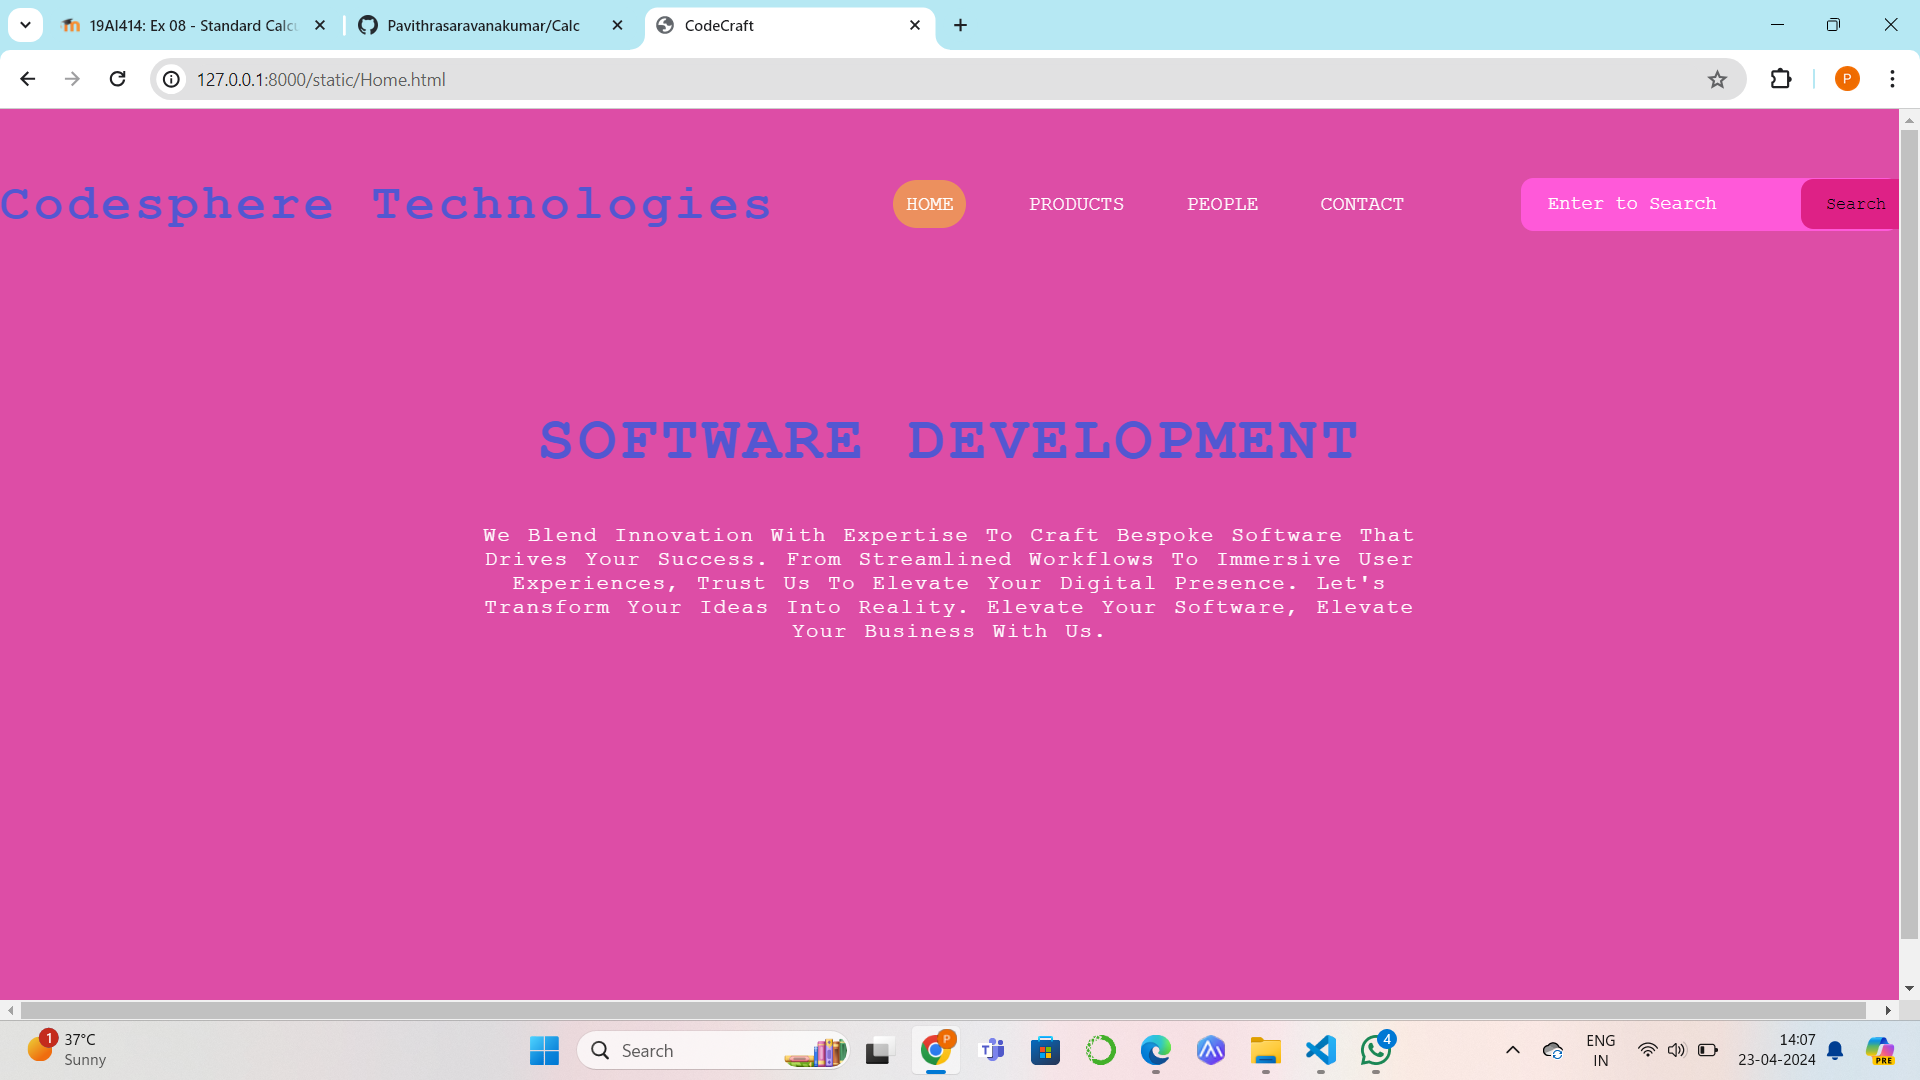 19AI414: Ex 08 - Standard Calcu
Pavithrasaravanakumar/Calc
CodeCraft
127.0.0.1:8000/static/Home.html
P
Codesphere Technologies
HOME
PRODUCTS
PEOPLE
CONTACT
Enter to Search
Search
SOFTWARE DEVELOPMENT
We Blend Innovation With Expertise To Craft Bespoke Software That
Drives Your Success. From Streamlined Workflows To Immersive User
Experiences, Trust Us To Elevate Your Digital Presence. Let's
Transform Your Ideas Into Reality. Elevate Your Software, Elevate
Your Business With Us.
1
37°C
Sunny
Search
P
4
ENG
IN
14:07
23-04-2024
PRE